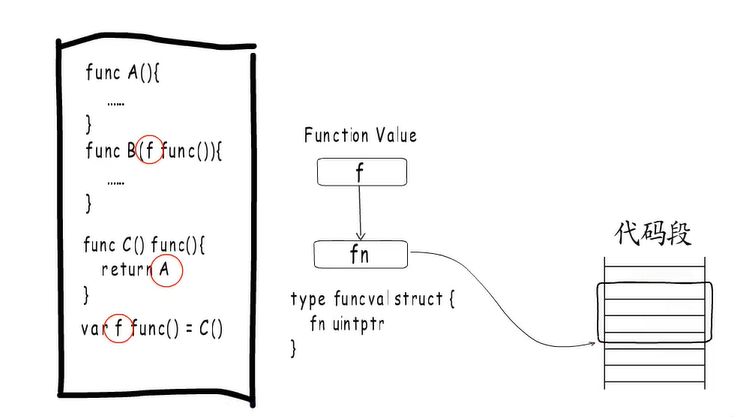 func A(){
......
}
func B(f func()){
......
}
func C() func(){
return A
}
var f func() = C()
Function Value
f
fn
type funcval struct {
fn uintptr
}
代码段